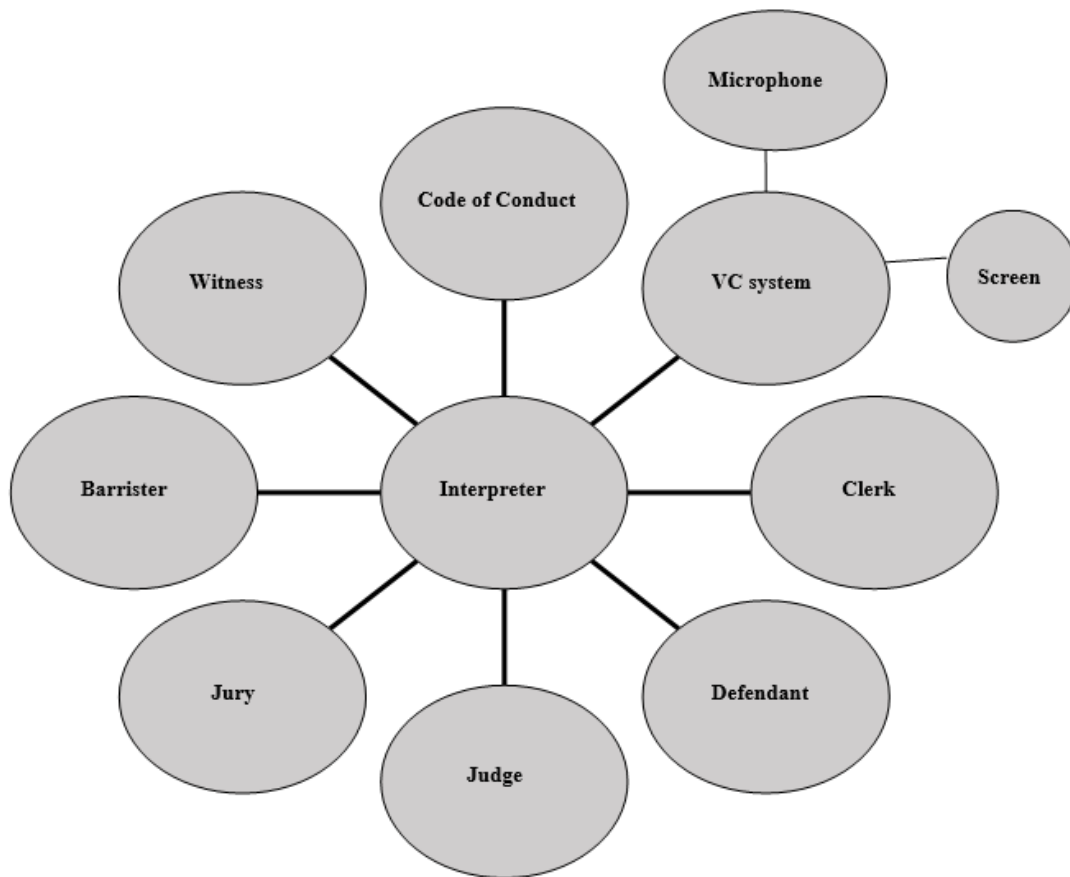 Microphone
Code of Conduct
Witness
VC system
Screen
Barrister
Interpreter
Clerk
Jury
Defendant
Judge